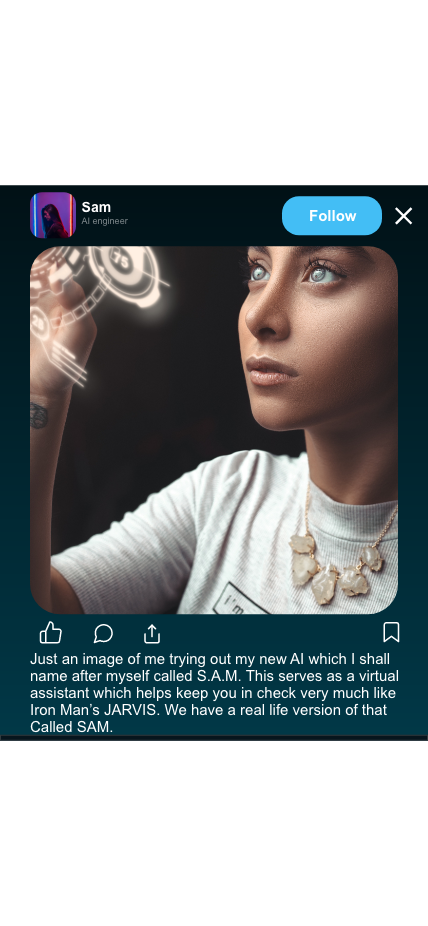 Sam
AI engineer
Follow
Just an image of me trying out my new AI which I shall
name after myself called S.A.M. This serves as a virtual
assistant which helps keep you in check very much like
Iron Man’s JARVIS. We have a real life version of that
Called SAM.
I'm